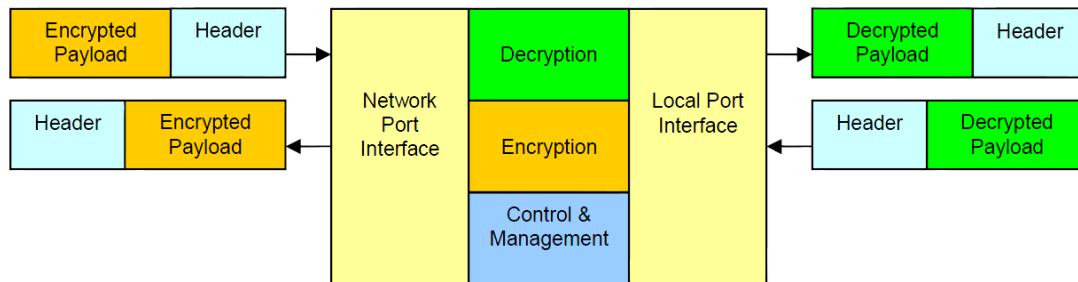 Encrypted
Payload
Header
Header
Encrypted
Payload
Network
Port
Interface
Decryption
Encryption
Control &
Management
Local Port
Interface
Decrypted
Payload
Header
Header
Decrypted
Payload